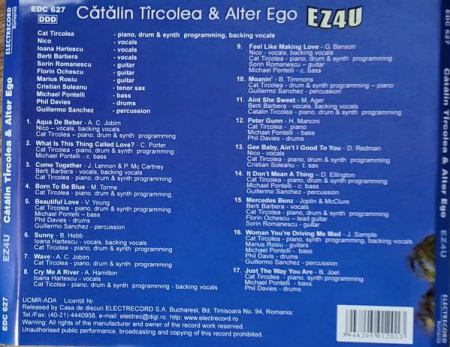 EDC 627
DDD
Cătălin Tîrcolea & Alter Ego EZ4U
Cat Tircolea - piano, drum & synth programming, backing vocals
Nico - vocals
Ioana Hartescu - vocals
Berti Barbera - vocals
Sorin Romanescu - guitar
Florin Ochescu - guitar
Marius Rosiu - guitar
Cristian Soleanu - tenor sax
Michael Pontelli - bass
Phil Davies - drums
Guillermo Sanchez - percussion
1. Aqua De Beber - A. C. Jobim
Nico - vocals, backing vocals
Cat Tircolea - piano, drum & synth programming
2. What Is This Thing Called Love? - C. Porter
Cat Tircolea - piano, drum & synth programming
Michael Pontelli - c. bass
3. Come Together - J. Lennon & P. Mc Cartney
Berti Barbera - vocals, backing vocals
Cat Tircolea - piano, drum & synth programming
4. Born To Be Blue - M. Torme
Cat Tircolea - piano, drum & synth programming
5. Beautiful Love - V. Young
Cat Tircolea - piano, drum & synth programming
Michael Pontelli - bass
Phil Davies - drums
Guillermo Sanchez - percussion
6. Sunny - B. Hebb
Ioana Hartescu - vocals, backing vocals
Cat Tircolea - piano, drum & synth programming
7. Wave - A. C. Jobim
Cat Tircolea - piano, drum & synth programming
8. Cry Me A River - A. Hamilton
Ioana Hartescu - vocals
Cat Tircolea - piano, drum & synth programming - backing vocals
9. Feel Like Making Love - G. Benson
Nico - vocals, backing vocals
Cat Tircolea - piano, drum & synth programming
Sorin Romanescu - guitar
Michael Pontelli - c. bass
10. Moanin' - B. Timmons
Cat Tircolea - drum & synth programming - piano
Guillermo Sanchez - percussion
11. Aint She Sweet - M. Ager
Berti Barbera - vocals, backing vocals
Cat Tircolea - piano, drum & synth programming
12. Peter Gunn - H. Mancini
Cat Tircolea - piano
Michael Pontelli - bass
Phil Davies - drums
13. Gee Baby, Ain't I Good To You - D. Redman
Nico - vocals
Cat Tircolea - piano, drum & synth programming
Cristian Soleanu - t. sax
14. It Don't Mean A Thing - D. Ellington
Cat Tircolea - piano, drum & synth programming
Michael Pontelli - c. bass
Guillermo Sanchez - percussion
15. Mercedes Benz - Joplin & McClure
Berti Barbera - vocals
Cat Tircolea - piano, drum & synth programming
Florin Ochescu - lead guitar
Sorin Romanescu - guitar
16. Woman You're Driving Me Mad - J. Sample
Cat Tircolea - piano, drum & synth programming, backing vocals
Marius Rosiu - guitars
Michael Pontelli - bass
Guillermo Sanchez - percussion
17. Just The Way You Are - B. Joel
Cat Tircolea - piano, drum & synth programming
Michael Pontelli - bass
Phil Davies - drums
UCMR-ADA Licenţă Nr.
Released by Casa de discuri ELECTRECORD S.A. Bucharest, Bd. Timisoara No. 94, Romania,
Tel./Fax (40-21) 4440958, e-mail: electrec@digi.ro, http: www.electrecord.ro
Warning: All rights of the manufacturer and owner of the record work reserved.
Unauthorised public performance, broadcasting and copying of this record prohibited.
EDC 627 Cătălin Tîrcolea & Alter Ego EZ4U ELECTRECORD
EDC 627 Cătălin Tîrcolea & Alter Ego EZ4U ELECTRECORD